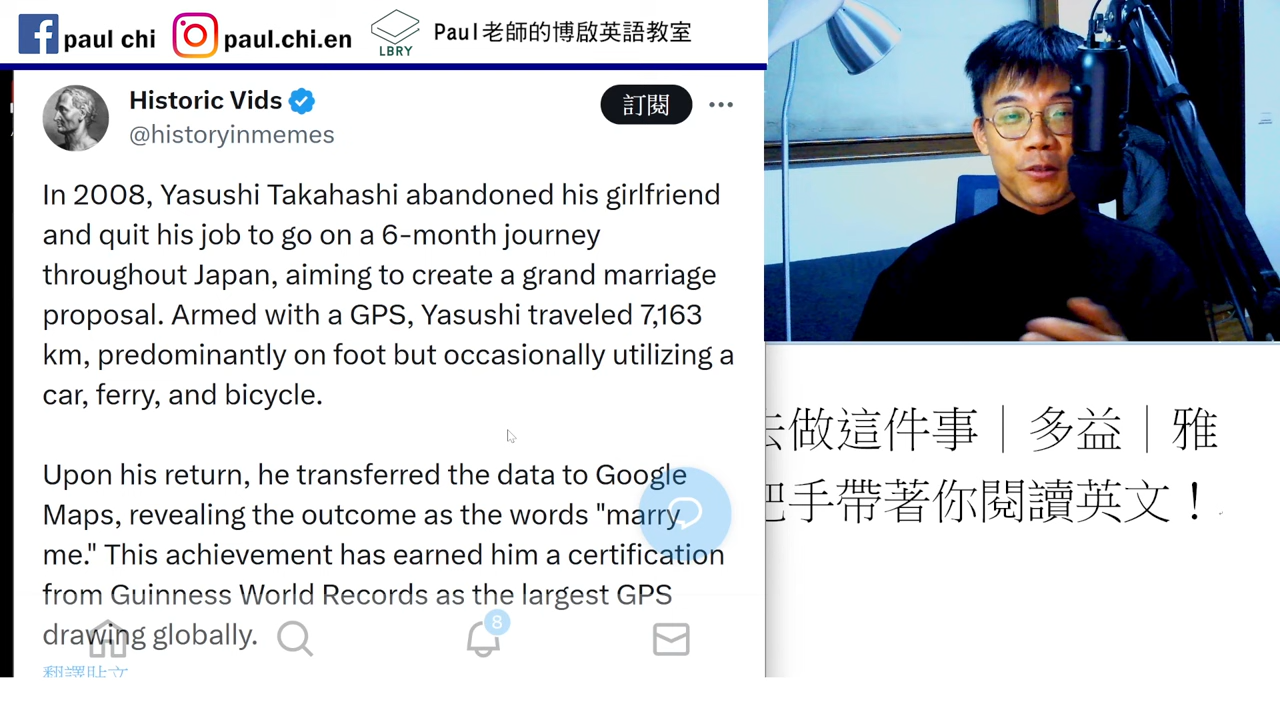 paul chi
paul.chi.en
LBRY
Paul老師的博啟英語教室
Historic Vids
訂閱
@historyinmemes
In 2008, Yasushi Takahashi abandoned his girlfriend
and quit his job to go on a 6-month journey
throughout Japan, aiming to create a grand marriage
proposal. Armed with a GPS, Yasushi traveled 7,163
km, predominantly on foot but occasionally utilizing a
car, ferry, and bicycle.
Upon his return, he transferred the data to Google
Maps, revealing the outcome as the words "marry
me." This achievement has earned him a certification
from Guinness World Records as the largest GPS
drawing globally.
8
翻譯貼文
去做這件事｜多益｜雅
把手帶著你閱讀英文！